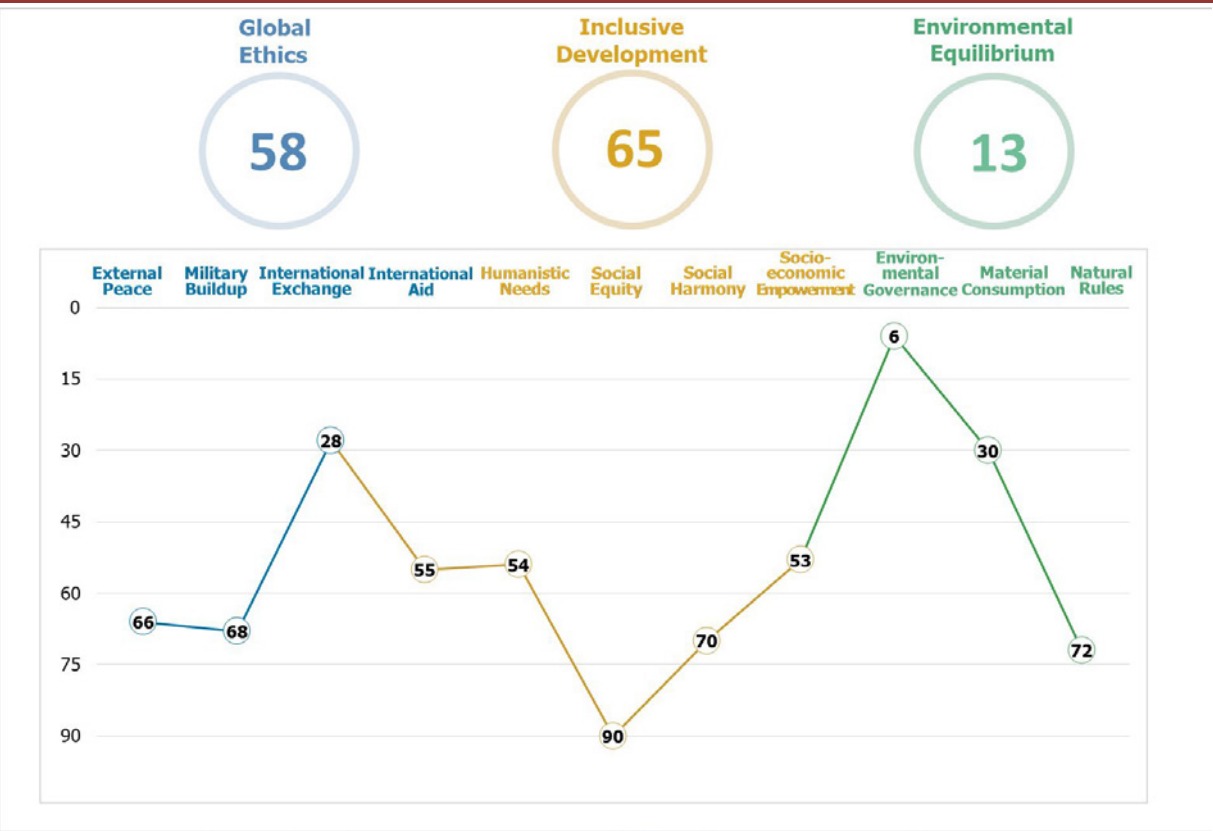 Global
Ethics
Inclusive
Development
Environmental
Equilibrium
58
65
13
External
Peace
Military
Buildup
International
Exchange
International
Aid
Humanistic
Needs
Social
Equity
Social
Harmony
Socio-
economic
Empowerment
Environ-
mental
Governance
Material
Consumption
Natural
Rules
0
15
30
45
60
75
90
66
68
28
55
54
90
70
53
6
30
72